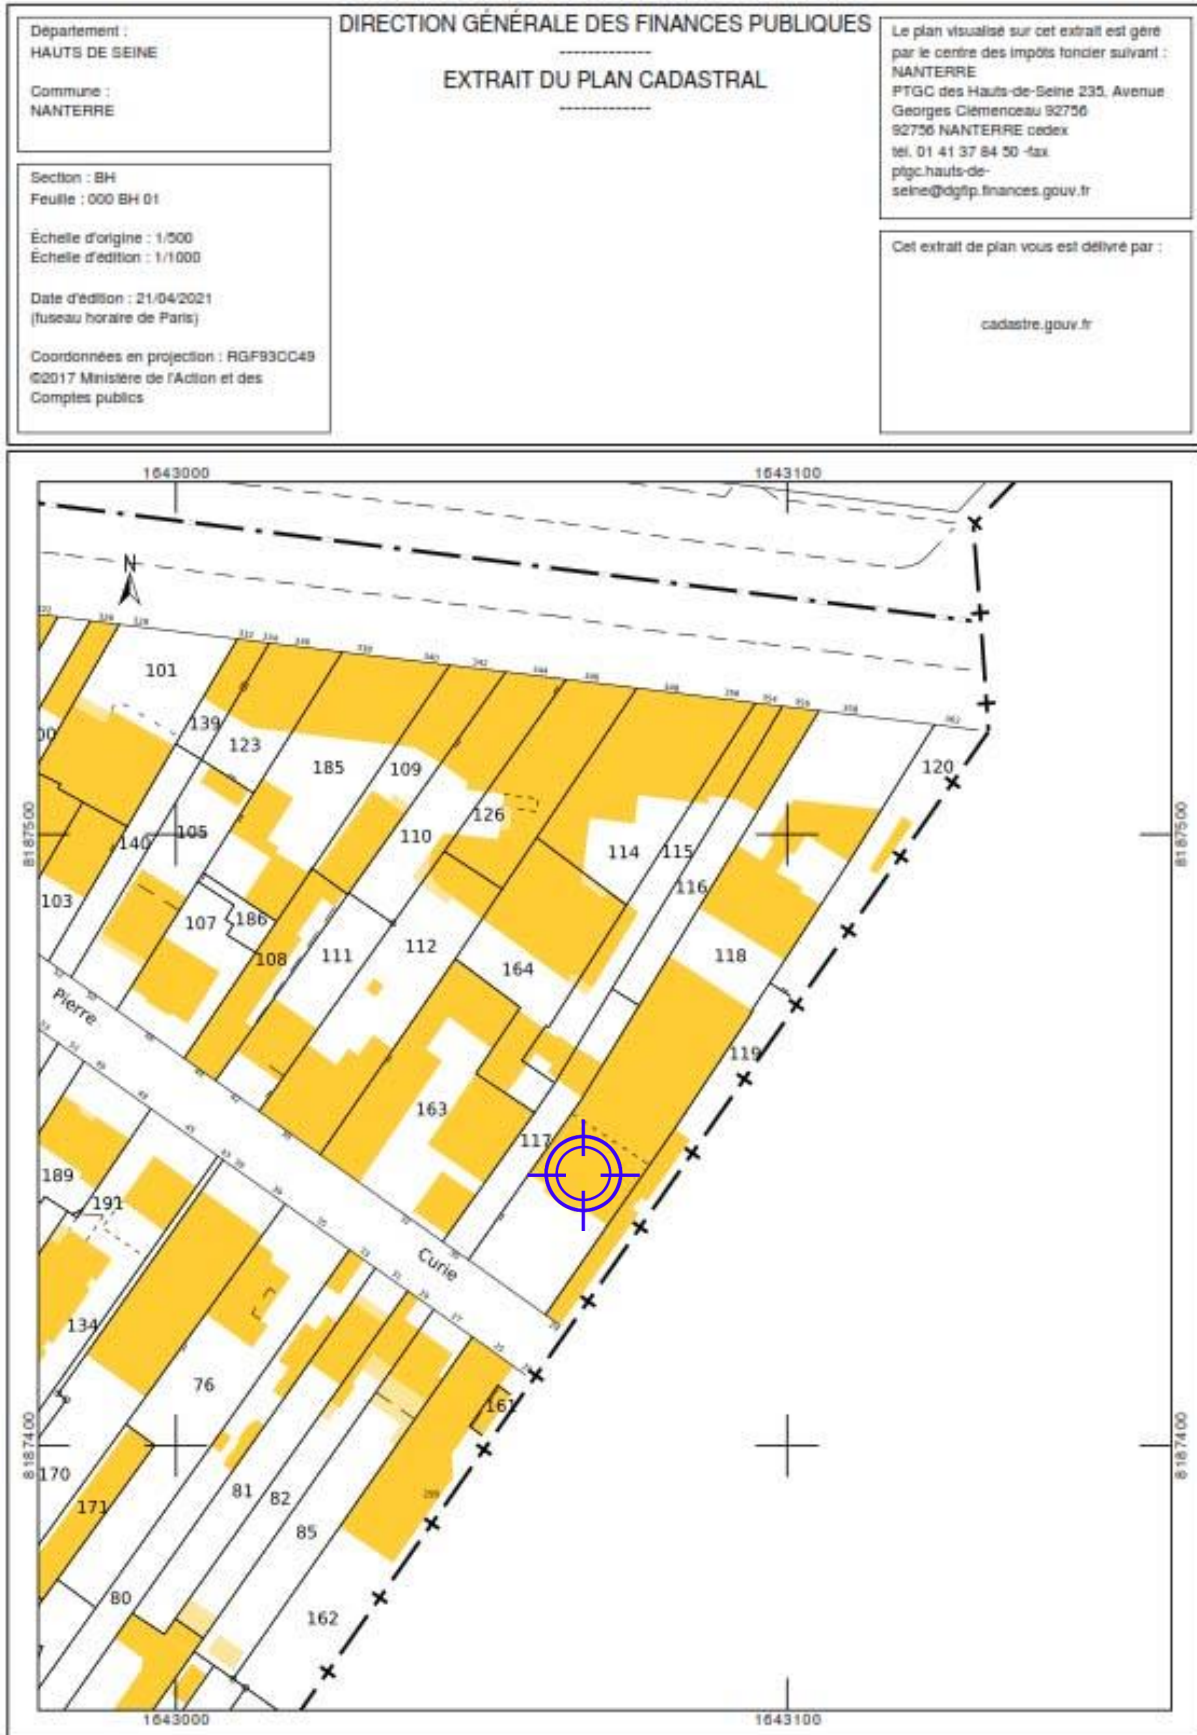 Département :
HAUTS DE SEINE
Commune :
NANTERRE
Section : BH
Feuille : 000 BH 01
Échelle d'origine : 1/500
Échelle d'édition : 1/1000
Date d'édition : 21/04/2021
(fuseau horaire de Paris)
Coordonnées en projection : RGF93CC49
©2017 Ministère de l'Action et des
Comptes publics
DIRECTION GÉNÉRALE DES FINANCES PUBLIQUES
-------------
EXTRAIT DU PLAN CADASTRAL
-------------
Le plan visualisé sur cet extrait est géré
par le centre des impôts foncier suivant :
NANTERRE
PTGC des Hauts-de-Seine 235, Avenue
Georges Clémenceau 92756
92756 NANTERRE cedex
tél. 01 41 37 84 50 -fax
ptgc.hauts-de-
seine@dgfip.finances.gouv.fr
Cet extrait de plan vous est délivré par :
cadastre.gouv.fr
1643000
1643100
N
101
139
123
185
109
126
120
8187500
8187500
140
105
110
114
115
116
103
107
186
108
111
112
164
118
119
Pierre
163
117
189
191
Curie
134
76
161
8187400
8187400
170
171
81
82
85
80
162
1643000
1643100